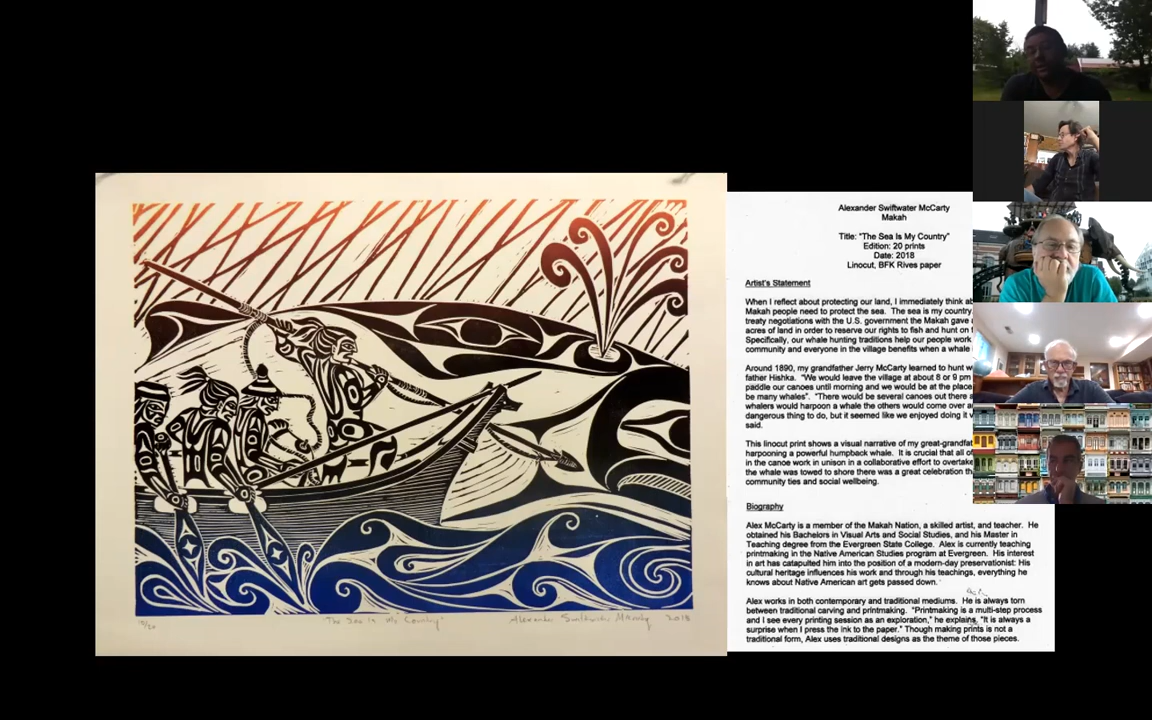 Alexander Swiftwater McCarty
Makah
Title: "The Sea Is My Country"
Edition: 20 prints
Date: 2018
Linocut, BFK Rives paper
Artist's Statement
When I reflect about protecting our land, I immediately think ab
Makah people need to protect the sea. The sea is my country
treaty negotiations with the U.S. government the Makah gave
acres of land in order to reserve our rights to fish and hunt on
Specifically, our whale hunting traditions help our people work
community and everyone in the village benefits when a whale
Around 1890, my grandfather Jerry McCarty learned to hunt w
father Hishka. "We would leave the village at about 8 or 9 pm
paddle our canoes until morning and we would be at the place
be many whales". "There would be several canoes out there a
whalers would harpoon a whale the others would come over a
dangerous thing to do, but it seemed like we enjoyed doing it
said.
This linocut print shows a visual narrative of my great-grandfat
harpooning a powerful humpback whale. It is crucial that all of
in the canoe work in unison in a collaborative effort to overtake
the whale was towed to shore there was a great celebration th
community ties and social wellbeing.
Biography
Alex McCarty is a member of the Makah Nation, a skilled artist, and teacher. He
obtained his Bachelors in Visual Arts and Social Studies, and his Master in
Teaching degree from the Evergreen State College. Alex is currently teaching
printmaking in the Native American Studies program at Evergreen. His interest
in art has catapulted him into the position of a modern-day preservationist: His
cultural heritage influences his work and through his teachings, everything he
knows about Native American art gets passed down.
Alex works in both contemporary and traditional mediums. He is always torn
between traditional carving and printmaking. "Printmaking is a multi-step process
and I see every printing session as an exploration," he explains. "It is always a
surprise when I press the ink to the paper." Though making prints is not a
traditional form, Alex uses traditional designs as the theme of those pieces.
"The Sea Is My Country" Alexander Swiftwater McCarty 2018